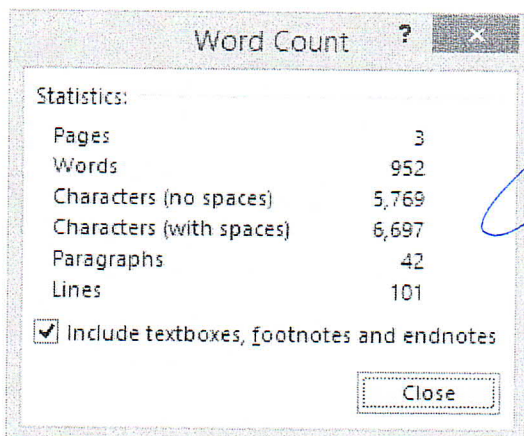 Word Count ? ×
Statistics:
Pages 3
Words 952
Characters (no spaces) 5,769
Characters (with spaces) 6,697
Paragraphs 42
Lines 101
Include textboxes, footnotes and endnotes
Close